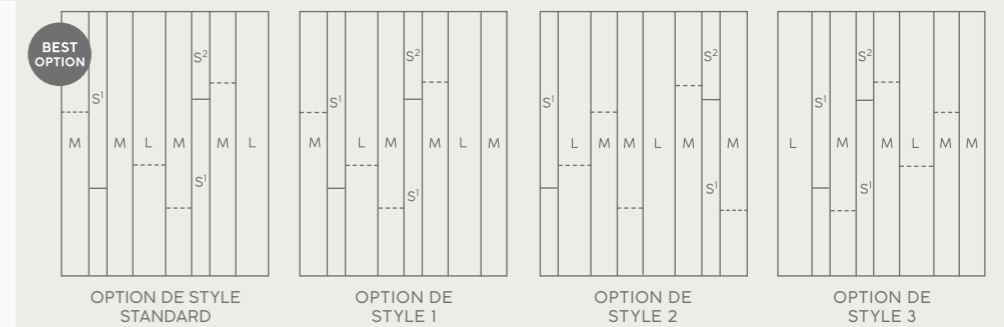 BEST
OPTION
S¹
M
M
L
M
S²
S¹
M
L
OPTION DE STYLE
STANDARD
M
S¹
L
M
S²
S¹
M
L
M
OPTION DE
STYLE 1
S¹
L
M
M
L
M
S²
S¹
M
OPTION DE
STYLE 2
L
S¹
M
S²
S¹
M
L
M
M
OPTION DE
STYLE 3